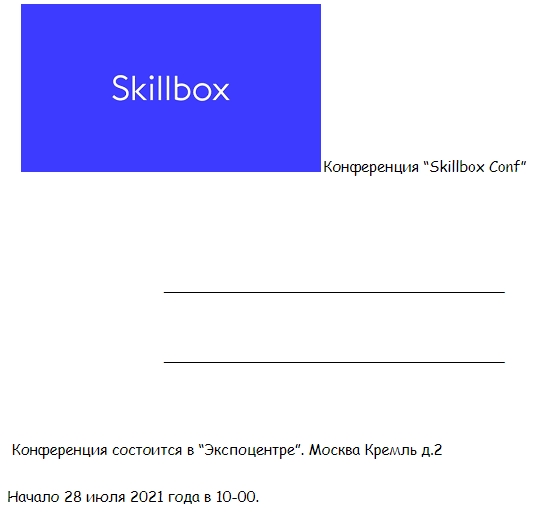 Skillbox
Конференция “Skillbox Conf”
Конференция состоится в “Экспоцентре”. Москва Кремль д.2
Начало 28 июля 2021 года в 10-00.